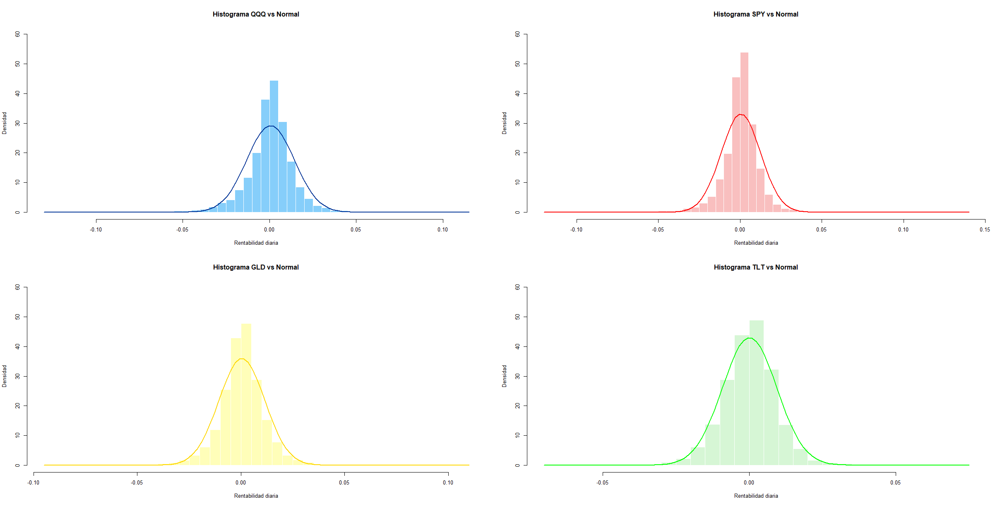 Histograma QQQ vs Normal
Densidad
60
50
40
30
20
10
0
-0.10 -0.05 0.00 0.05 0.10
Rentabilidad diaria
Histograma SPY vs Normal
Densidad
60
50
40
30
20
10
0
-0.10 -0.05 0.00 0.05 0.10 0.15
Rentabilidad diaria
Histograma GLD vs Normal
Densidad
60
50
40
30
20
10
0
-0.10 -0.05 0.00 0.05 0.10
Rentabilidad diaria
Histograma TLT vs Normal
Densidad
60
50
40
30
20
10
0
-0.05 0.00 0.05
Rentabilidad diaria